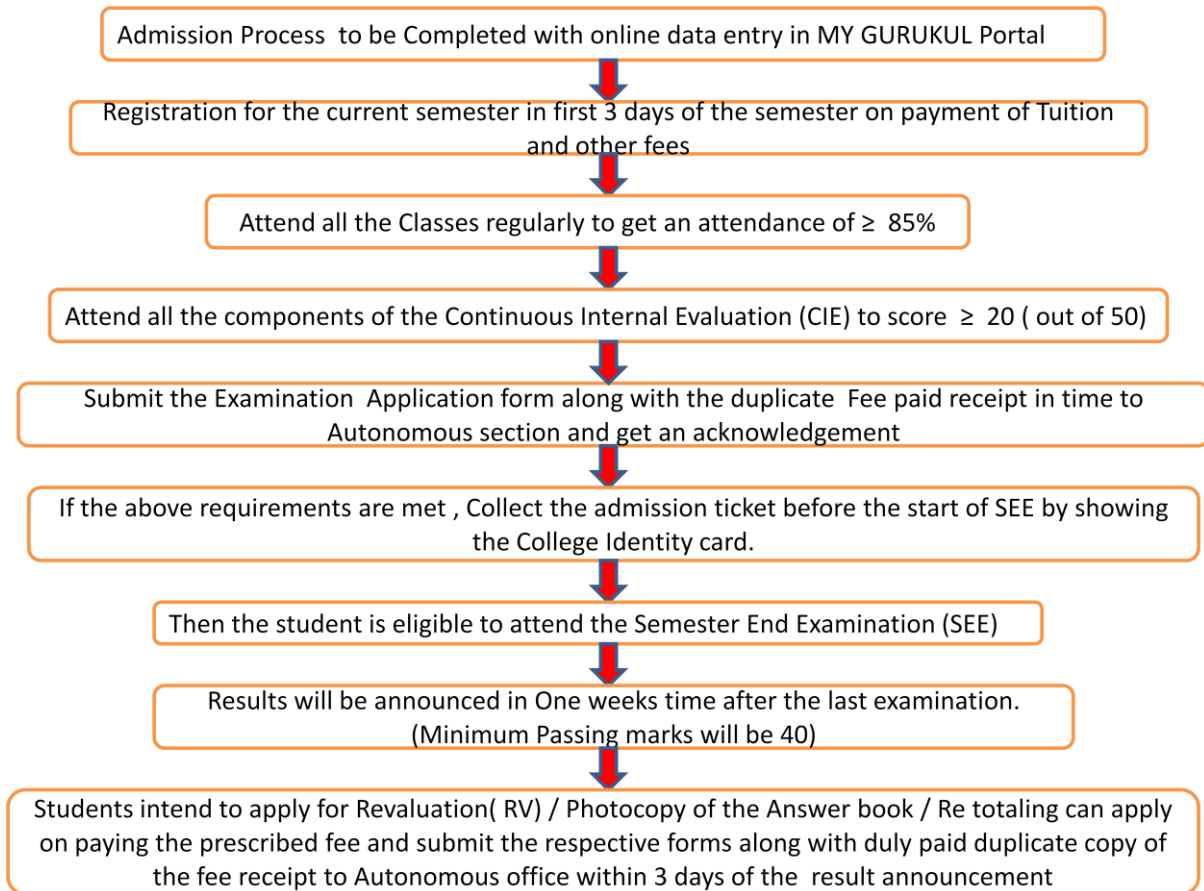 Admission Process to be Completed with online data entry in MY GURUKUL Portal
Registration for the current semester in first 3 days of the semester on payment of Tuition
and other fees
Attend all the Classes regularly to get an attendance of ≥ 85%
Attend all the components of the Continuous Internal Evaluation (CIE) to score ≥ 20 ( out of 50)
Submit the Examination Application form along with the duplicate Fee paid receipt in time to
Autonomous section and get an acknowledgement
If the above requirements are met , Collect the admission ticket before the start of SEE by showing
the College Identity card.
Then the student is eligible to attend the Semester End Examination (SEE)
Results will be announced in One weeks time after the last examination.
(Minimum Passing marks will be 40)
Students intend to apply for Revaluation( RV) / Photocopy of the Answer book / Re totaling can apply
on paying the prescribed fee and submit the respective forms along with duly paid duplicate copy of
the fee receipt to Autonomous office within 3 days of the result announcement